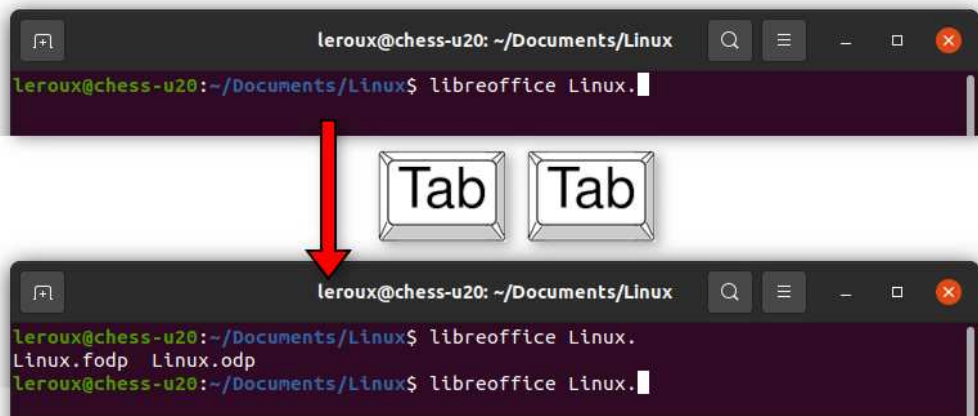 leroux@chess-u20: ~/Documents/Linux
leroux@chess-u20:~/Documents/Linux$ libreoffice Linux.
Tab Tab
leroux@chess-u20: ~/Documents/Linux
leroux@chess-u20:~/Documents/Linux$ libreoffice Linux.
Linux.fodp  Linux.odp
leroux@chess-u20:~/Documents/Linux$ libreoffice Linux.